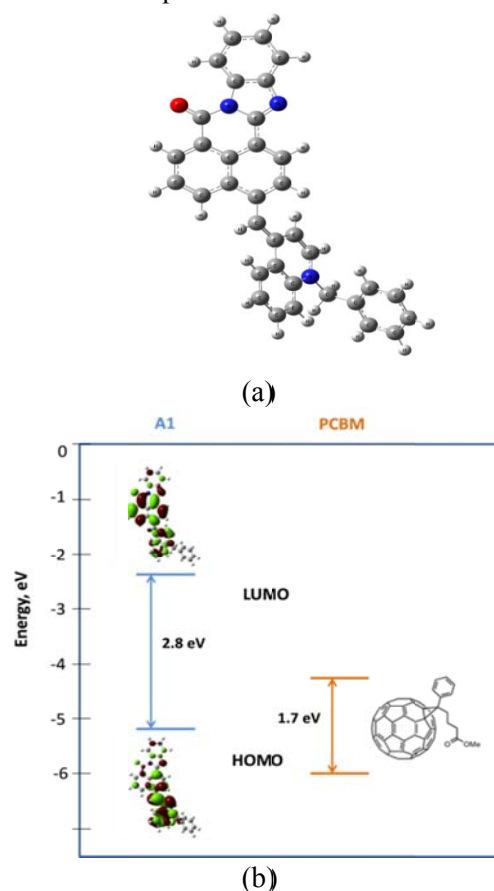 (a)
A1 PCBM
0
-1
-2
LUMO
2.8 eV
-4
1.7 eV
-5
HOMO
-6
Energy, eV
O
OMe
(b)